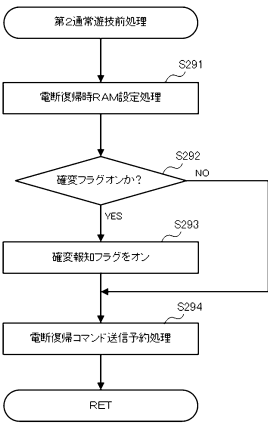 第2通常遊技前処理
S291
電断復帰時RAM設定処理
S292
確変フラグオンか?
NO
YES
S293
確変報知フラグをオン
S294
電断復帰コマンド送信予約処理
RET